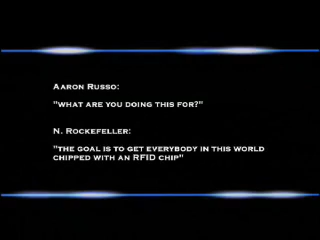 Aaron Russo:
"what are you doing this for?"
N. Rockefeller:
"the goal is to get everybody in this world
chipped with an RFID chip"